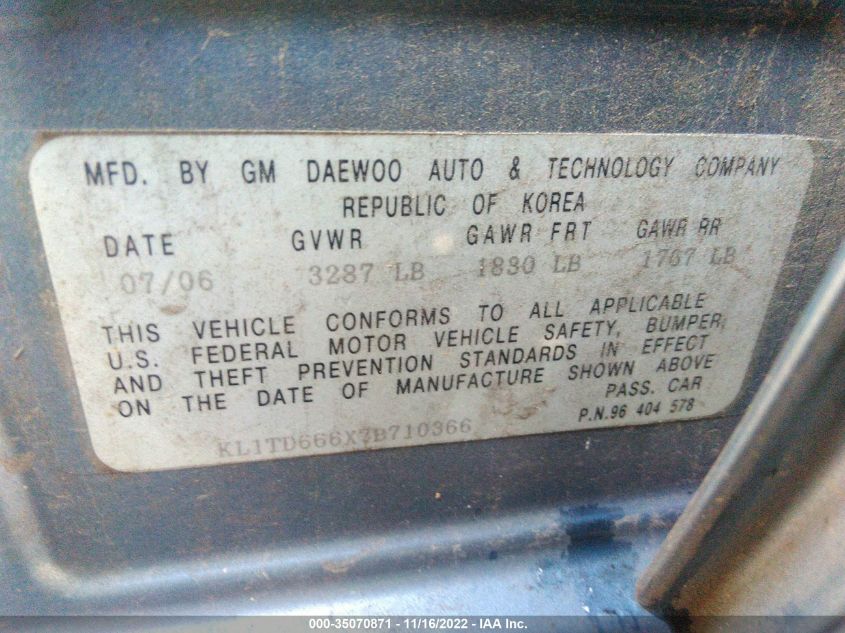 MFD. BY GM DAEWOO AUTO & TECHNOLOGY COMPANY
REPUBLIC OF KOREA
DATE GVWR GAWR FRT GAWR RR
07/06 3287 LB 1830 LB 1767 LB
THIS VEHICLE CONFORMS TO ALL APPLICABLE
U.S. FEDERAL MOTOR VEHICLE SAFETY, BUMPER,
AND THEFT PREVENTION STANDARDS IN EFFECT
ON THE DATE OF MANUFACTURE SHOWN ABOVE
PASS. CAR
P.N.96 404 578
KL1TD666X7B710366
000-35070871 - 11/16/2022 - IAA Inc.